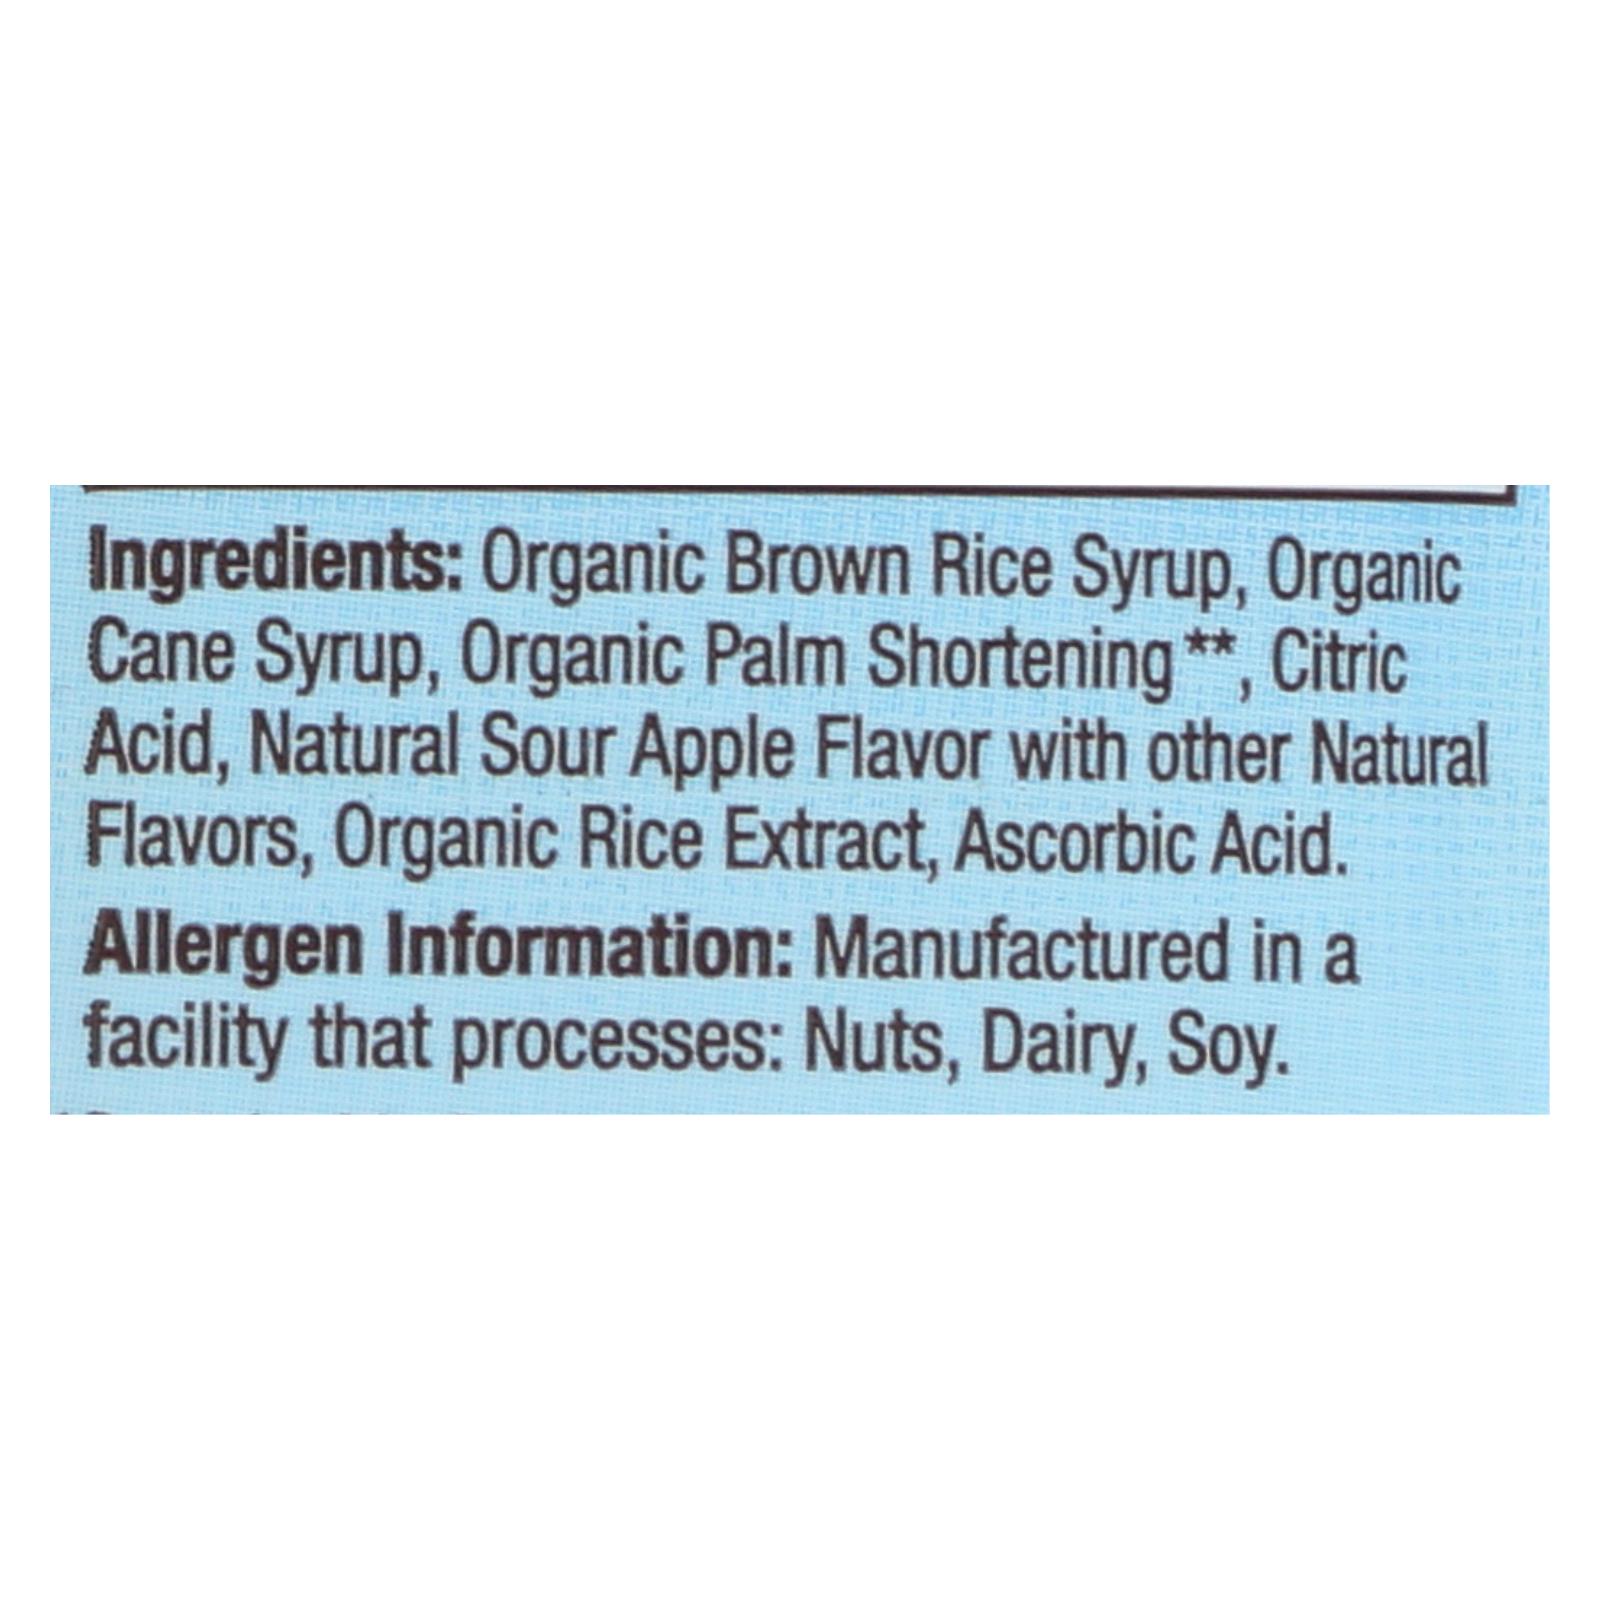 Ingredients: Organic Brown Rice Syrup, Organic
Cane Syrup, Organic Palm Shortening**, Citric
Acid, Natural Sour Apple Flavor with other Natural
Flavors, Organic Rice Extract, Ascorbic Acid.
Allergen Information: Manufactured in a
facility that processes: Nuts, Dairy, Soy.